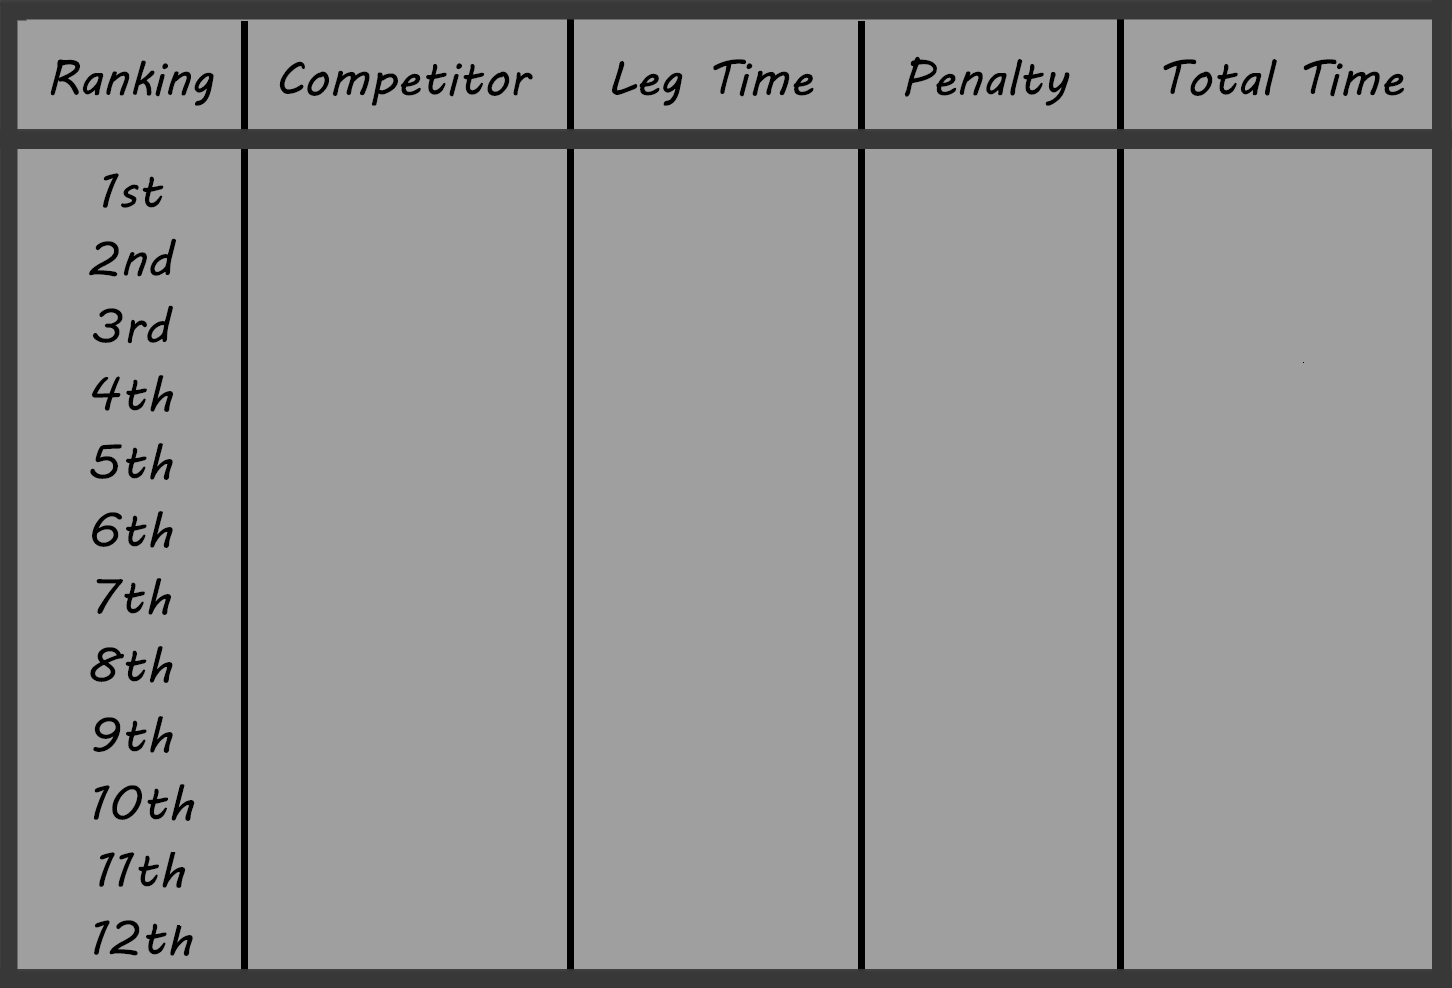 Ranking Competitor Leg Time Penalty Total Time
1st
2nd
3rd
4th
5th
6th
7th
8th
9th
10th
11th
12th